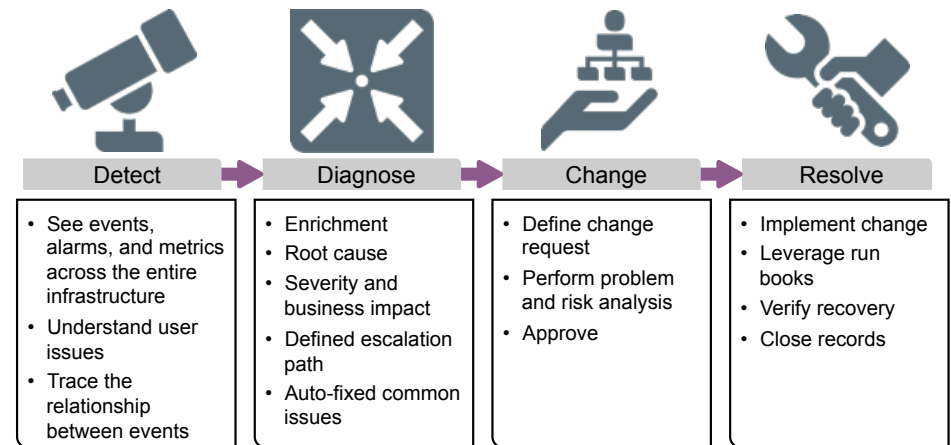 Detect
Diagnose
Change
Resolve
• See events,
alarms, and metrics
across the entire
infrastructure
• Understand user
issues
• Trace the
relationship
between events
• Enrichment
• Root cause
• Severity and
business impact
• Defined escalation
path
• Auto-fixed common
issues
• Define change
request
• Perform problem
and risk analysis
• Approve
• Implement change
• Leverage run
books
• Verify recovery
• Close records